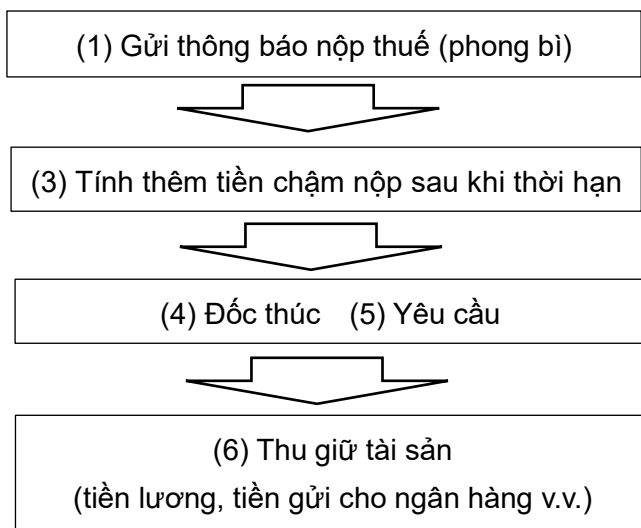 (1) Gửi thông báo nộp thuế (phong bì)
(3) Tính thêm tiền chậm nộp sau khi thời hạn
(4) Đốc thúc (5) Yêu cầu
(6) Thu giữ tài sản
(tiền lương, tiền gửi cho ngân hàng v.v.)